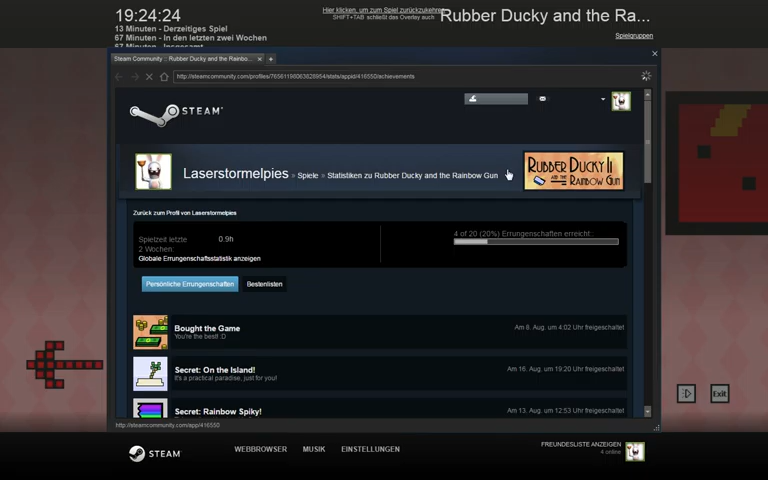 19:24:24
13 Minuten - Derzeitiges Spiel
67 Minuten - In den letzten zwei Wochen
67 Minuten - Insgesamt
Hier klicken, um zum Spiel zurückzukehren
SHIFT+TAB schließt das Overlay auch
Rubber Ducky and the Ra...
Spielgruppen
Steam Community :: Rubber Ducky and the Rainbo...
http://steamcommunity.com/profiles/76561198063828954/stats/appid/416550/achievements
STEAM
Laserstormelpies » Spiele » Statistiken zu Rubber Ducky and the Rainbow Gun
RUBBER DUCKY II
AND THE RAINBOW GUN
Zurück zum Profil von Laserstormelpies
Spielzeit letzte
2 Wochen:
0.9h
Globale Errungenschaftsstatistik anzeigen
4 of 20 (20%) Errungenschaften erreicht:
Persönliche Errungenschaften
Bestenlisten
Bought the Game
You're the best! :D
Am 8. Aug. um 4:02 Uhr freigeschaltet
Secret: On the Island!
It's a practical paradise, just for you!
Am 16. Aug. um 19:20 Uhr freigeschaltet
Secret: Rainbow Spiky!
Am 13. Aug. um 12:53 Uhr freigeschaltet
http://steamcommunity.com/app/416550
Exit
STEAM
WEBBROWSER
MUSIK
EINSTELLUNGEN
FREUNDESLISTE ANZEIGEN
4 online